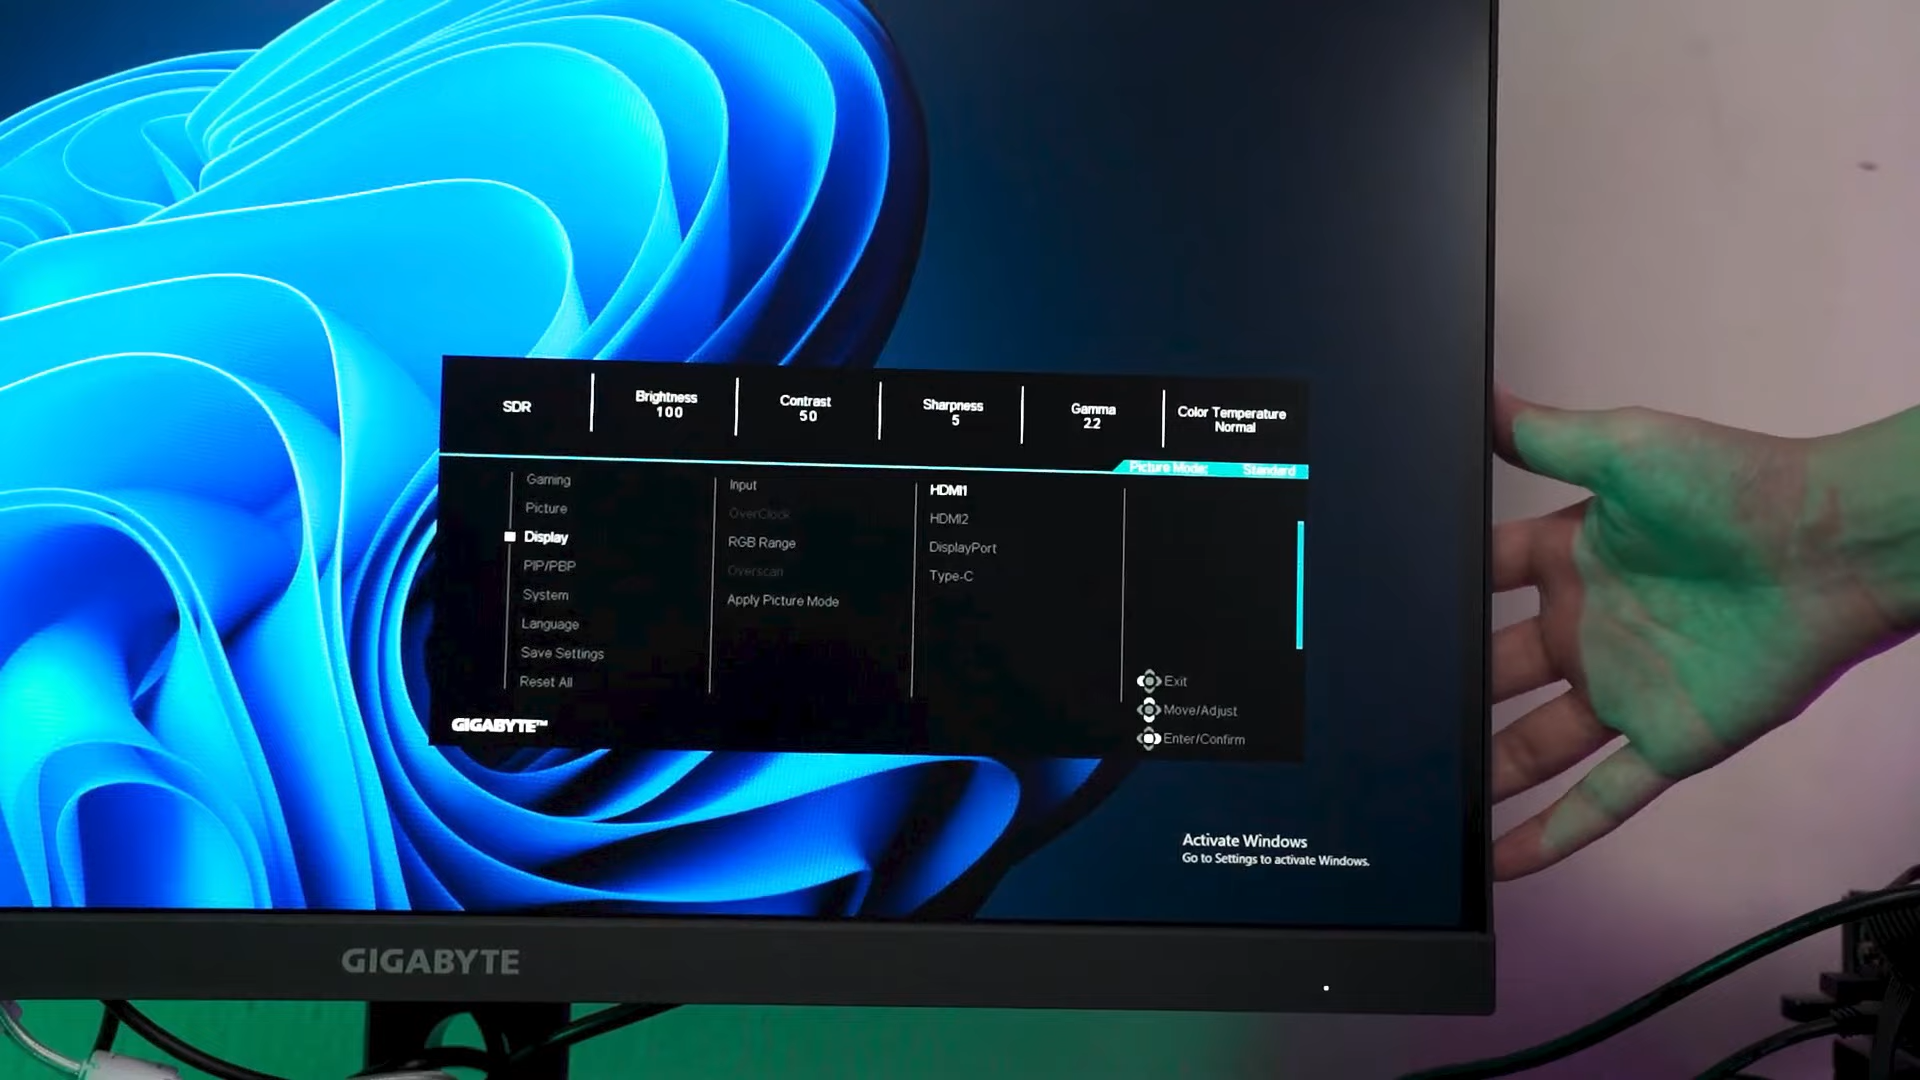 SDR
Brightness
100
Contrast
50
Sharpness
5
Gamma
2.2
Color Temperature
Normal
Picture Mode: Standard
Gaming
Picture
Display
PIP/PBP
System
Language
Save Settings
Reset All
Input
OverClock
RGB Range
Overscan
Apply Picture Mode
HDMI1
HDMI2
DisplayPort
Type-C
Exit
Move/Adjust
Enter/Confirm
GIGABYTE™
Activate Windows
Go to Settings to activate Windows.
GIGABYTE